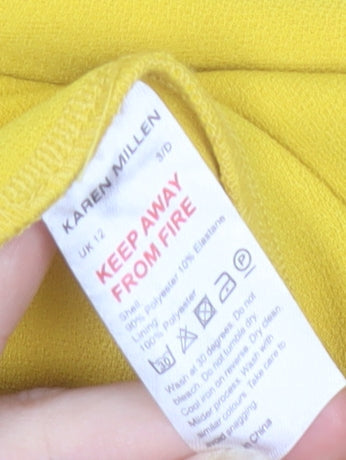 KAREN MILLEN
3/D
UK 12
KEEP AWAY
FROM FIRE
Shell
90% Polyester 10% Elastane
Lining
100% Polyester
30
Wash at 30 degrees. Do not
bleach. Do not tumble dry.
Cool iron on reverse. Dry clean.
Milder process. Wash with
similar colours. Take care to
avoid snagging.
China